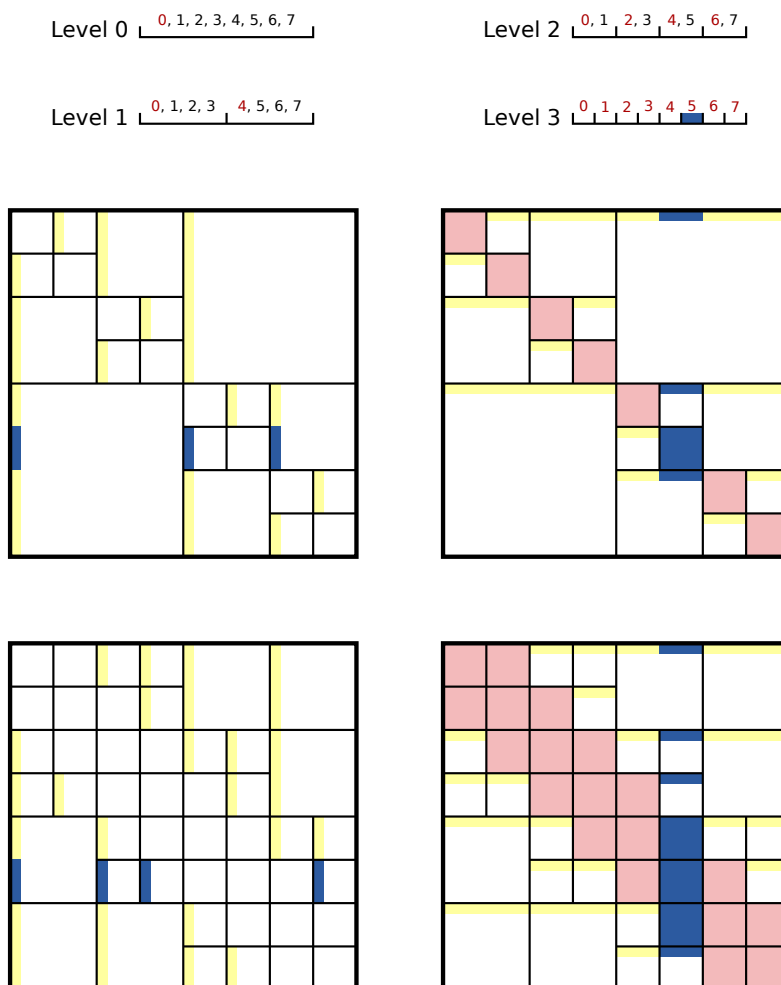 Level 0 0, 1, 2, 3, 4, 5, 6, 7
Level 2 0, 1 2, 3 4, 5 6, 7
Level 1 0, 1, 2, 3 4, 5, 6, 7
Level 3 0 1 2 3 4 5 6 7